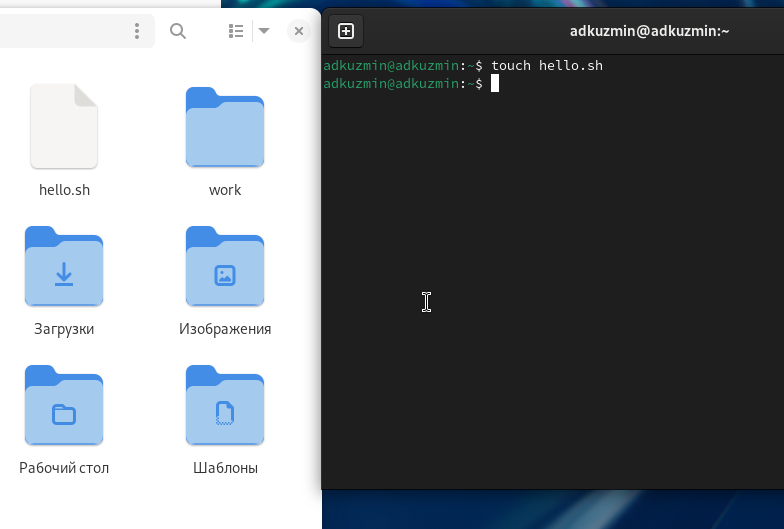 hello.sh
work
Загрузки
Изображения
Рабочий стол
Шаблоны
adkuzmin@adkuzmin:~
adkuzmin@adkuzmin:~$ touch hello.sh
adkuzmin@adkuzmin:~$